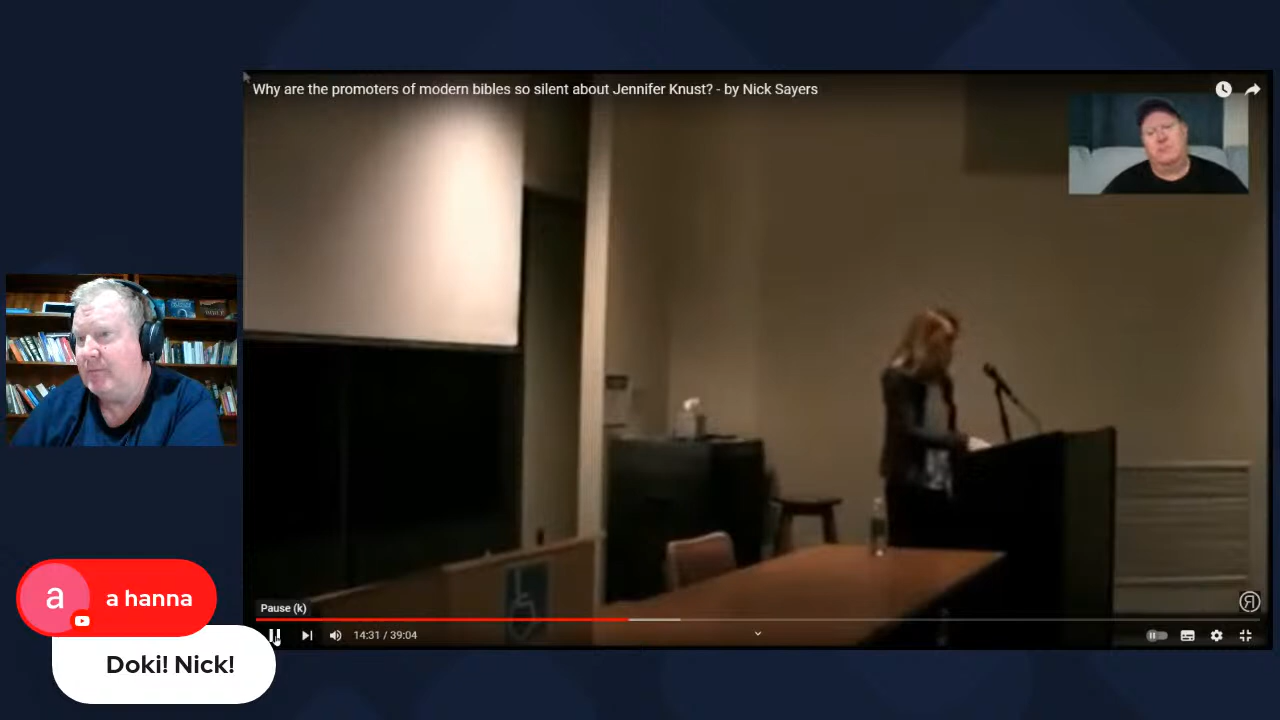 Why are the promoters of modern bibles so silent about Jennifer Knust? - by Nick Sayers
Pause (k)
14:31 / 39:04
a
a hanna
Doki! Nick!